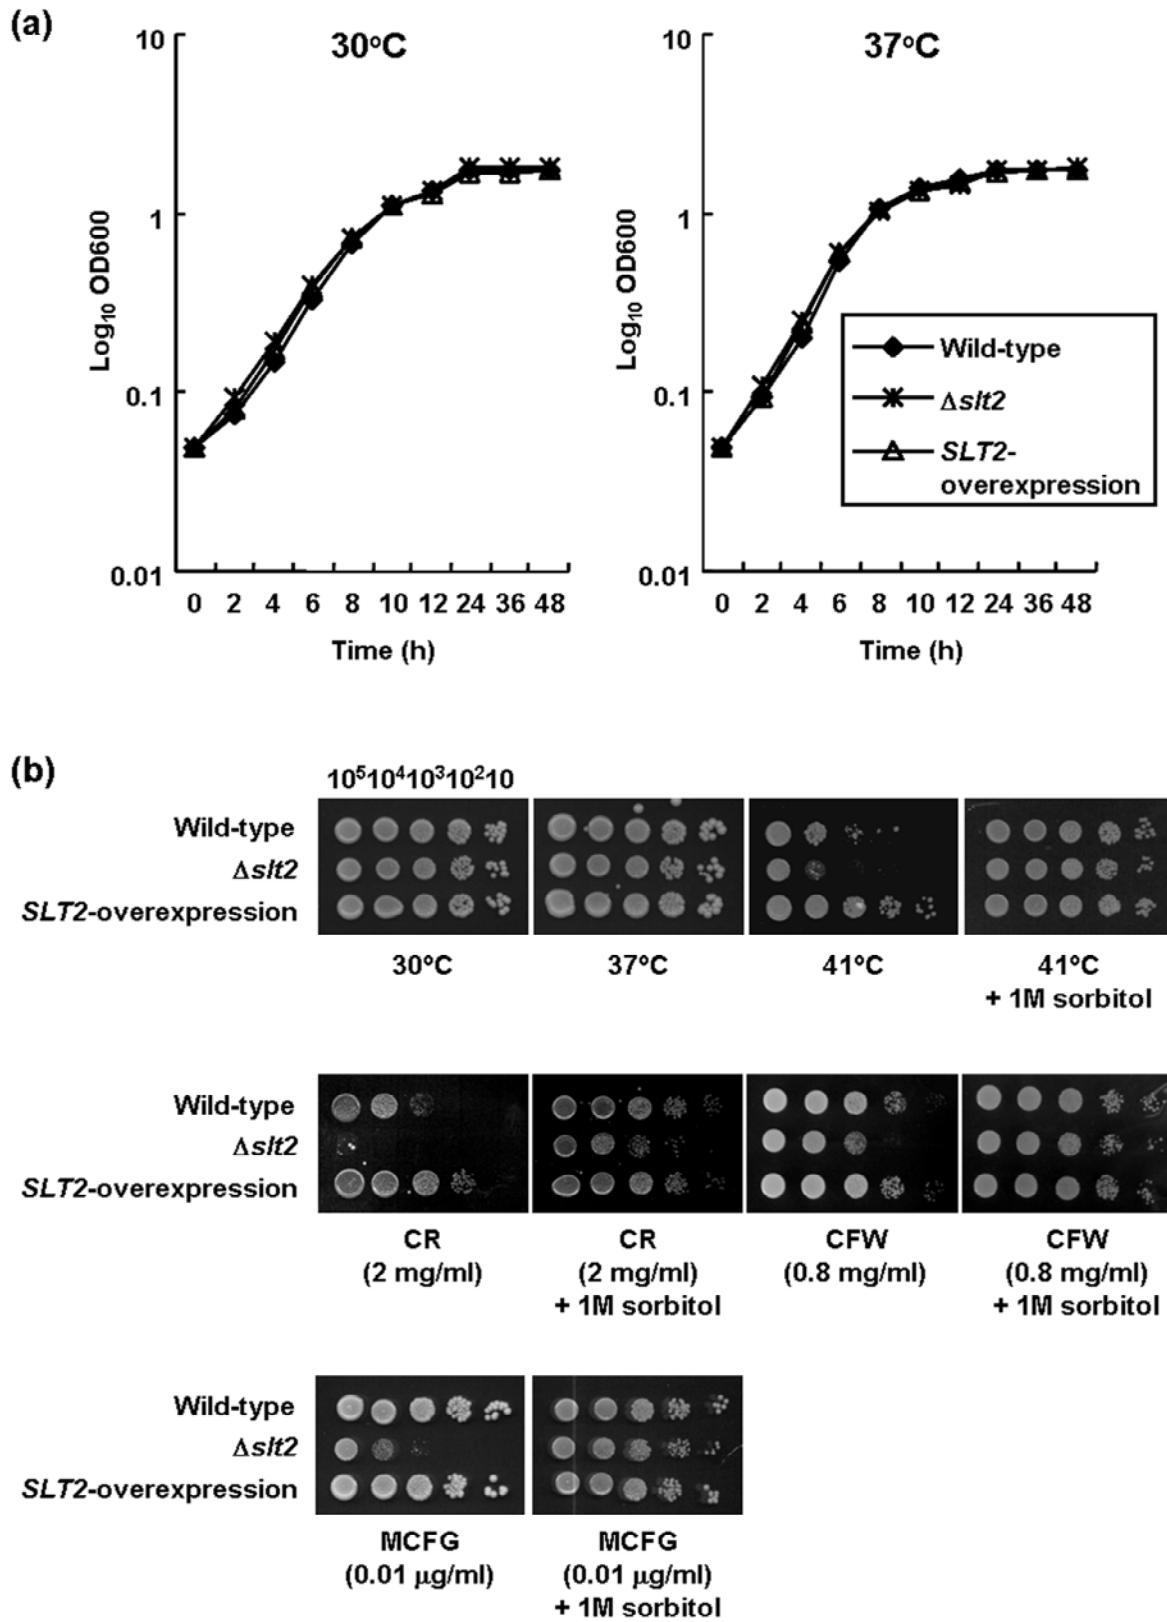 (a)
30°C
37°C
10
1
0.1
0.01
Log10 OD600
0 2 4 6 8 10 12 24 36 48
Time (h)
10
1
0.1
0.01
Log10 OD600
0 2 4 6 8 10 12 24 36 48
Time (h)
Wild-type
Δslt2
SLT2-
overexpression
(b)
10⁵10⁴10³10²10
Wild-type
Δslt2
SLT2-overexpression
30°C
37°C
41°C
41°C
+ 1M sorbitol
Wild-type
Δslt2
SLT2-overexpression
CR
(2 mg/ml)
CR
(2 mg/ml)
+ 1M sorbitol
CFW
(0.8 mg/ml)
CFW
(0.8 mg/ml)
+ 1M sorbitol
Wild-type
Δslt2
SLT2-overexpression
MCFG
(0.01 μg/ml)
MCFG
(0.01 μg/ml)
+ 1M sorbitol